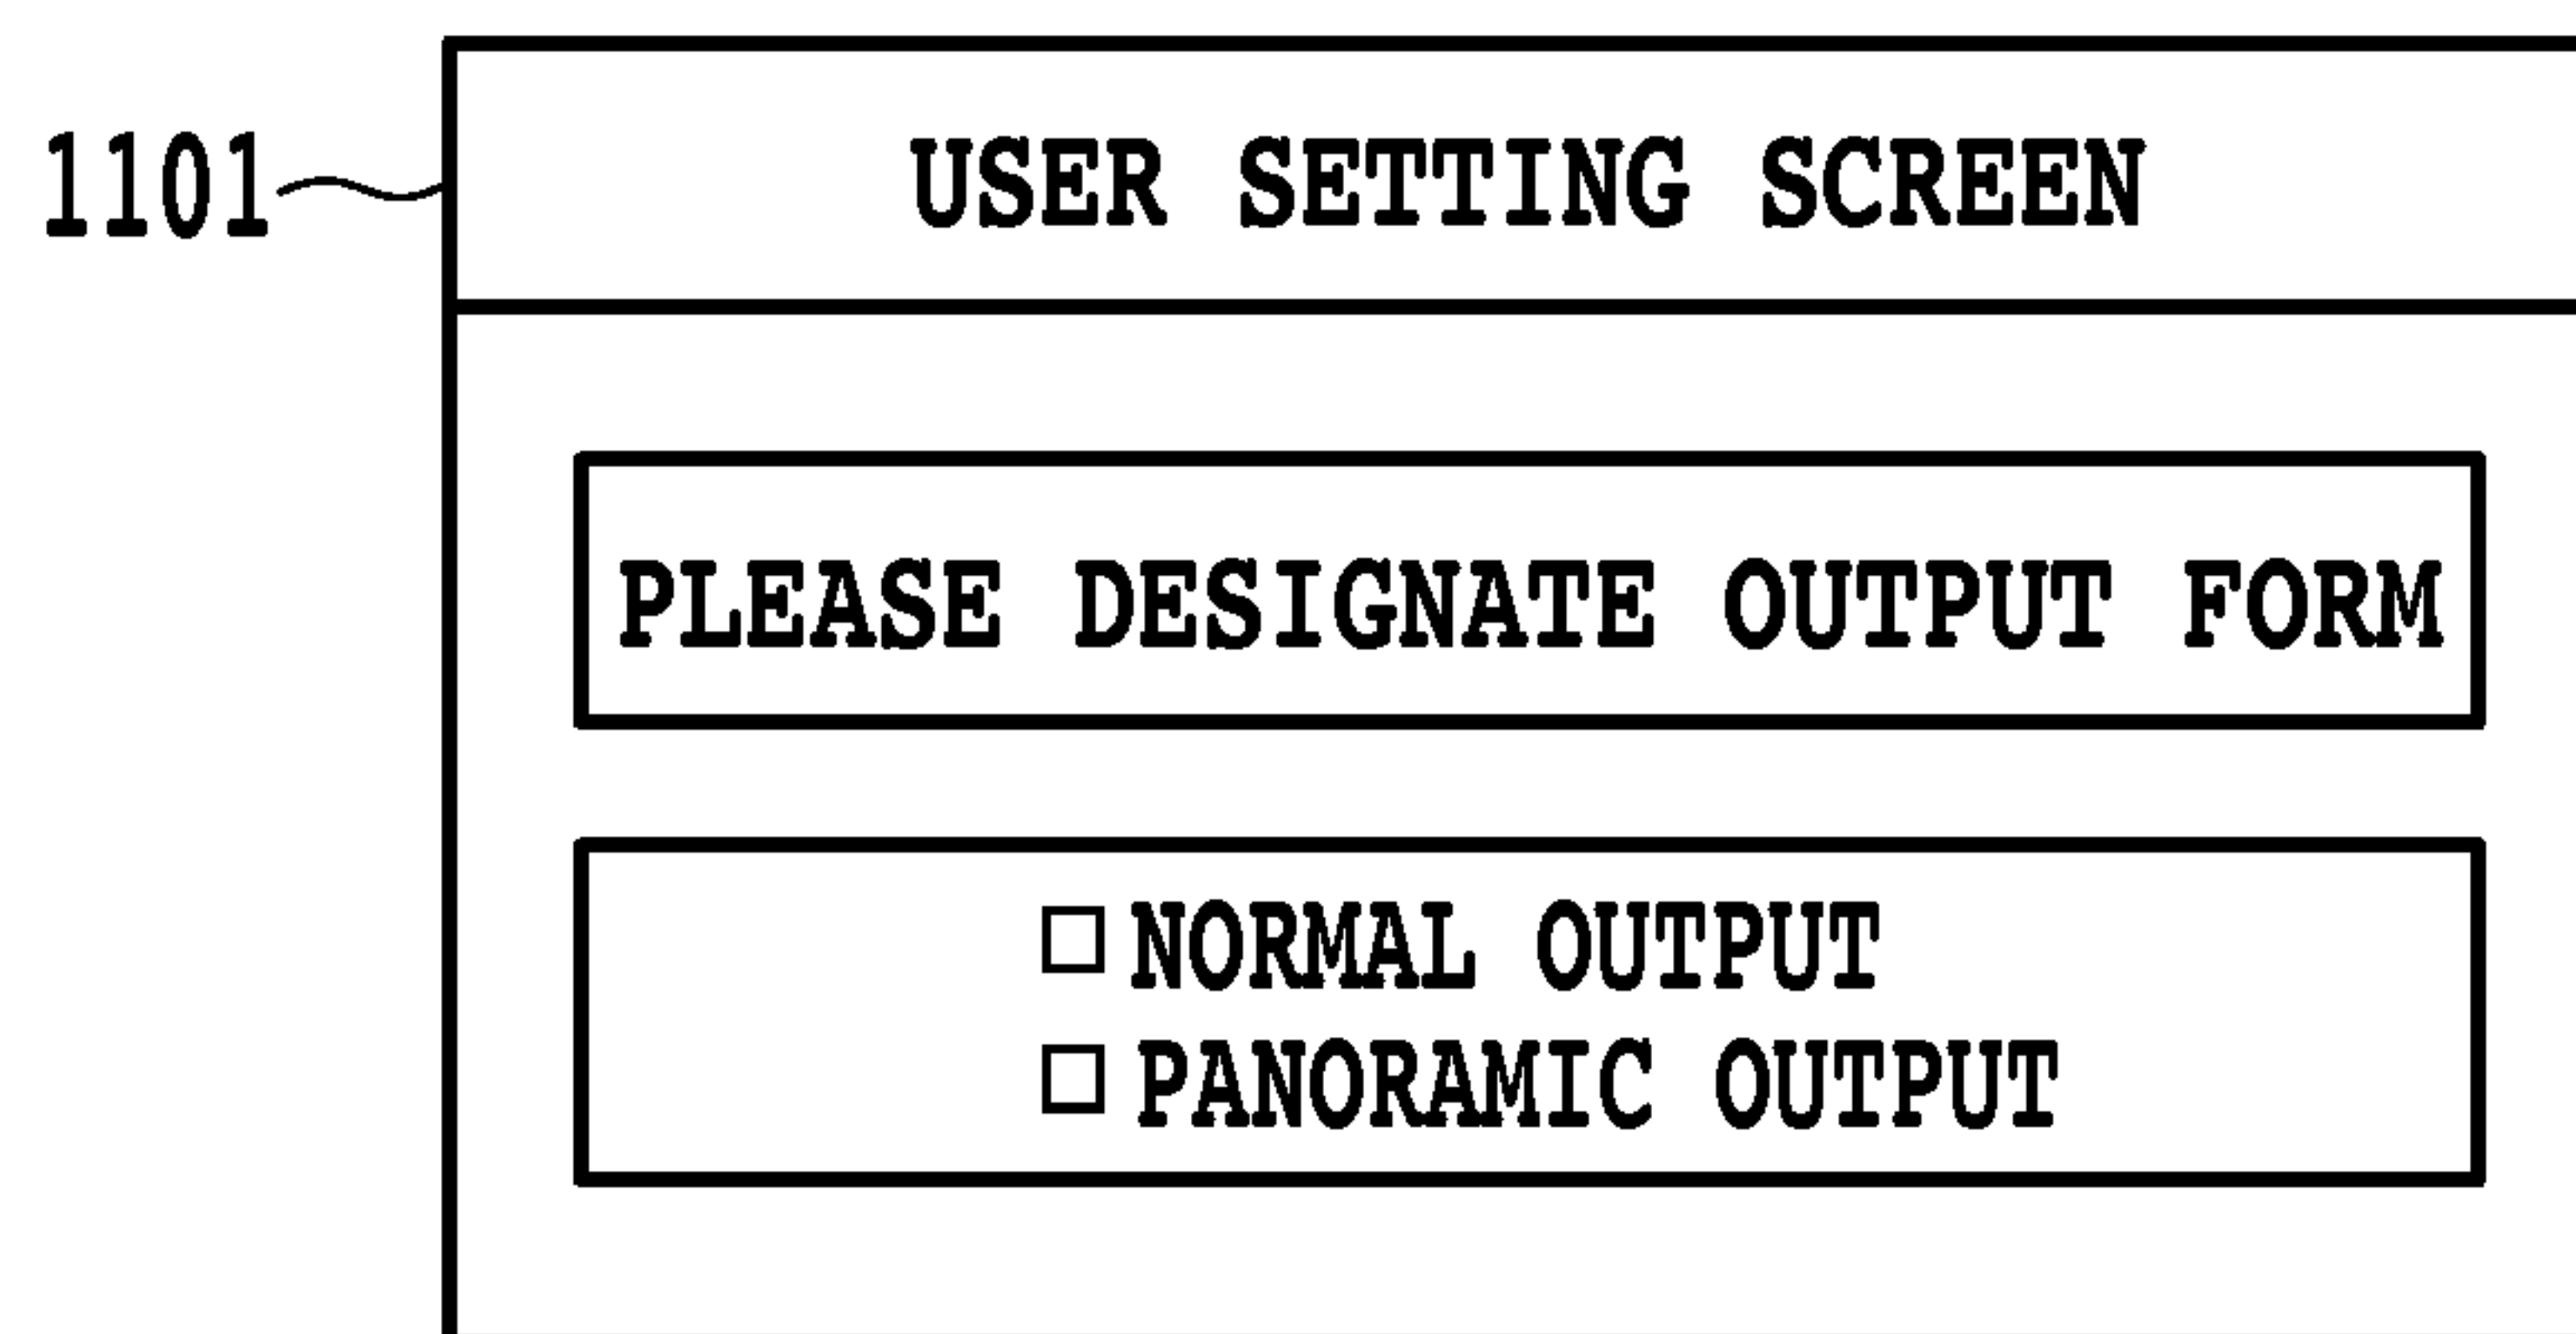 1101
USER SETTING SCREEN
PLEASE DESIGNATE OUTPUT FORM
□ NORMAL OUTPUT
□ PANORAMIC OUTPUT